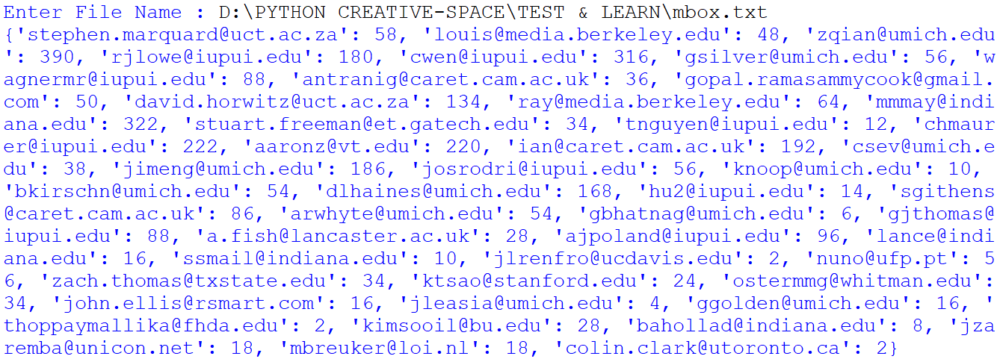 Enter File Name : D:\PYTHON CREATIVE-SPACE\TEST & LEARN\mbox.txt
{'stephen.marquard@uct.ac.za': 58, 'louis@media.berkeley.edu': 48, 'zqian@umich.edu
': 390, 'rjlowe@iupui.edu': 180, 'cwen@iupui.edu': 316, 'gsilver@umich.edu': 56, 'w
agnermr@iupui.edu': 88, 'antranig@caret.cam.ac.uk': 36, 'gopal.ramasammycook@gmail.
com': 50, 'david.horwitz@uct.ac.za': 134, 'ray@media.berkeley.edu': 64, 'mmmay@indi
ana.edu': 322, 'stuart.freeman@et.gatech.edu': 34, 'tnguyen@iupui.edu': 12, 'chmaur
er@iupui.edu': 222, 'aaronz@vt.edu': 220, 'ian@caret.cam.ac.uk': 192, 'csev@umich.e
du': 38, 'jimeng@umich.edu': 186, 'josrodri@iupui.edu': 56, 'knoop@umich.edu': 10,
'bkirschn@umich.edu': 54, 'dlhaines@umich.edu': 168, 'hu2@iupui.edu': 14, 'sgithens
@caret.cam.ac.uk': 86, 'arwhyte@umich.edu': 54, 'gbhatnag@umich.edu': 6, 'gjthomas@
iupui.edu': 88, 'a.fish@lancaster.ac.uk': 28, 'ajpoland@iupui.edu': 96, 'lance@indi
ana.edu': 16, 'ssmail@indiana.edu': 10, 'jlrenfro@ucdavis.edu': 2, 'nuno@ufp.pt': 5
6, 'zach.thomas@txstate.edu': 34, 'ktsao@stanford.edu': 24, 'ostermmg@whitman.edu':
34, 'john.ellis@rsmart.com': 16, 'jleasia@umich.edu': 4, 'ggolden@umich.edu': 16, '
thoppaymallika@fhda.edu': 2, 'kimsooil@bu.edu': 28, 'bahollad@indiana.edu': 8, 'jza
remba@unicon.net': 18, 'mbreuker@loi.nl': 18, 'colin.clark@utoronto.ca': 2}